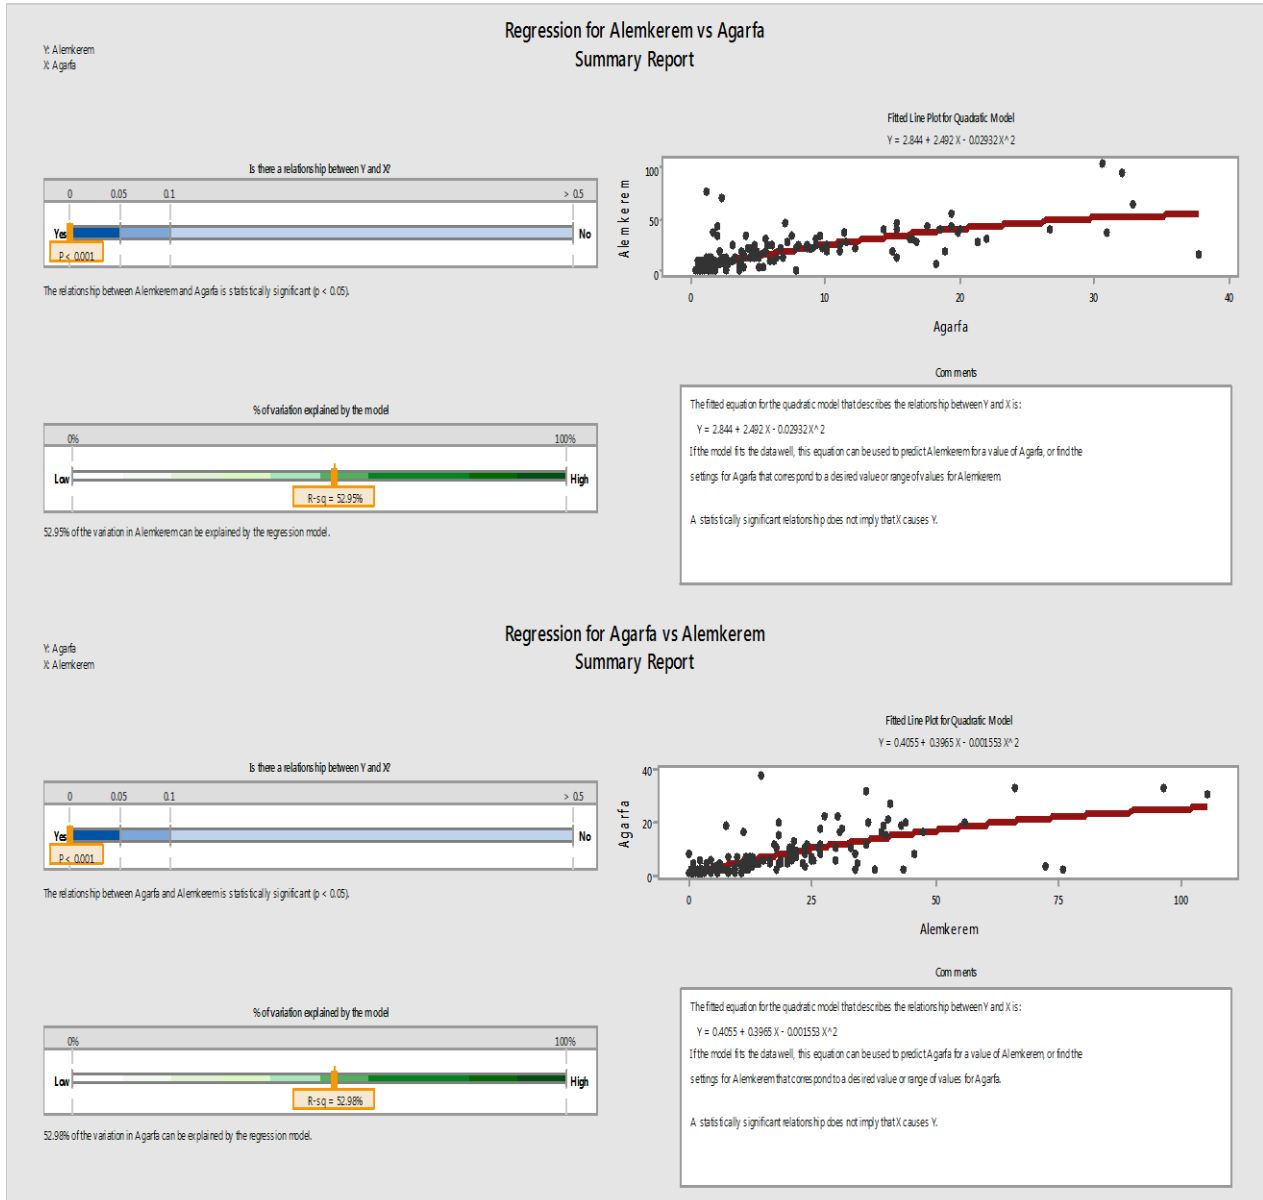 Regression for Alemkerem vs Agarfa
Summary Report
Y: Alemkerem
X: Agarfa
Is there a relationship between Y and X?
0 0.05 0.1 > 0.5
Yes No
P < 0.001
The relationship between Alemkerem and Agarfa is statistically significant (p < 0.05).
% of variation explained by the model
0% 100%
Low High
R-sq = 52.95%
52.95% of the variation in Alemkerem can be explained by the regression model.
Fitted Line Plot for Quadratic Model
Y = 2.844 + 2.492 X - 0.02932 X^2
Alemkerem
100
50
0
0 10 20 30 40
Agarfa
Comments
The fitted equation for the quadratic model that describes the relationship between Y and X is:
Y = 2.844 + 2.492 X - 0.02932 X^2
If the model fits the data well, this equation can be used to predict Alemkerem for a value of Agarfa, or find the
settings for Agarfa that correspond to a desired value or range of values for Alemkerem.
A statistically significant relationship does not imply that X causes Y.
Regression for Agarfa vs Alemkerem
Summary Report
Y: Agarfa
X: Alemkerem
Is there a relationship between Y and X?
0 0.05 0.1 > 0.5
Yes No
P < 0.001
The relationship between Agarfa and Alemkerem is statistically significant (p < 0.05).
% of variation explained by the model
0% 100%
Low High
R-sq = 52.98%
52.98% of the variation in Agarfa can be explained by the regression model.
Fitted Line Plot for Quadratic Model
Y = 0.4055 + 0.3965 X - 0.001553 X^2
Agarfa
40
20
0
0 25 50 75 100
Alemkerem
Comments
The fitted equation for the quadratic model that describes the relationship between Y and X is:
Y = 0.4055 + 0.3965 X - 0.001553 X^2
If the model fits the data well, this equation can be used to predict Agarfa for a value of Alemkerem, or find the
settings for Alemkerem that correspond to a desired value or range of values for Agarfa.
A statistically significant relationship does not imply that X causes Y.